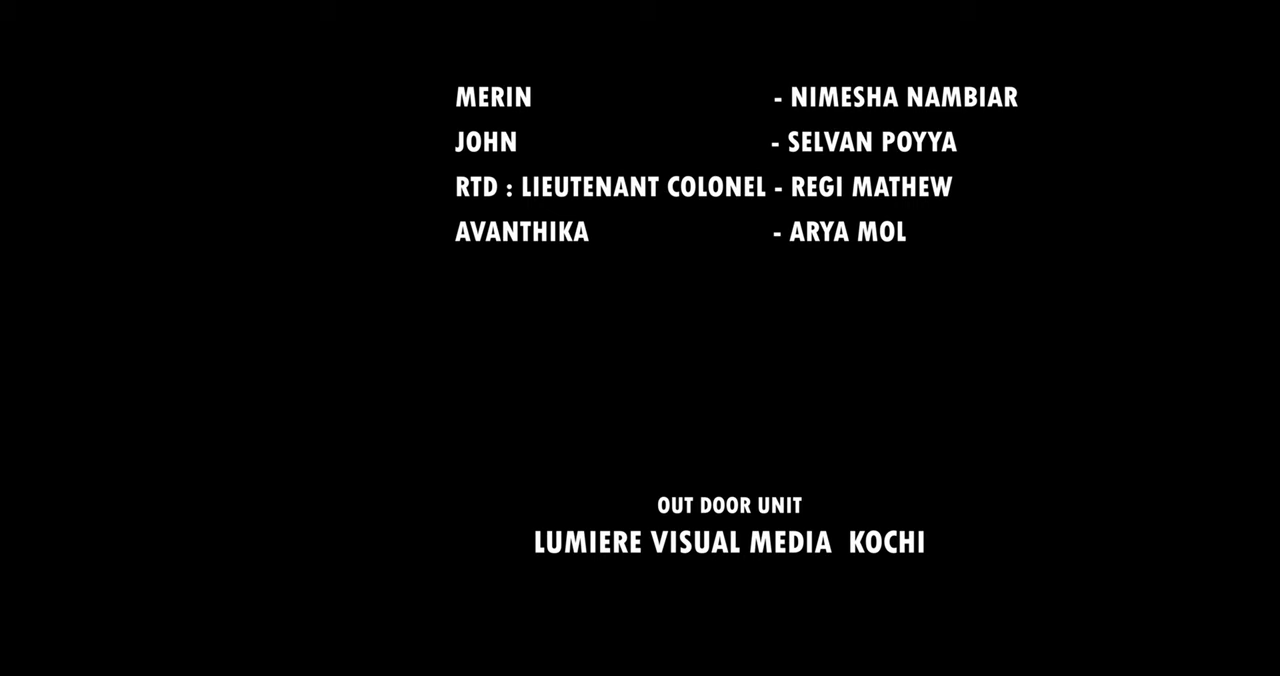 MERIN - NIMESHA NAMBIAR
JOHN - SELVAN POYYA
RTD : LIEUTENANT COLONEL - REGI MATHEW
AVANTHIKA - ARYA MOL
OUT DOOR UNIT
LUMIERE VISUAL MEDIA KOCHI